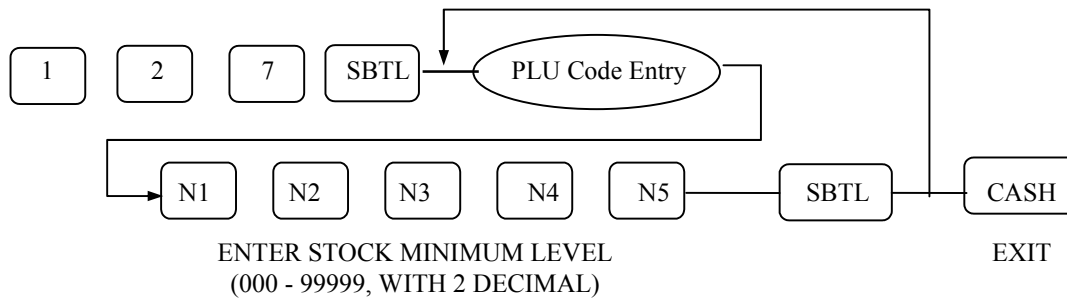 1 2 7 SBTL PLU Code Entry
N1 N2 N3 N4 N5 SBTL CASH
ENTER STOCK MINIMUM LEVEL EXIT
(000 - 99999, WITH 2 DECIMAL)